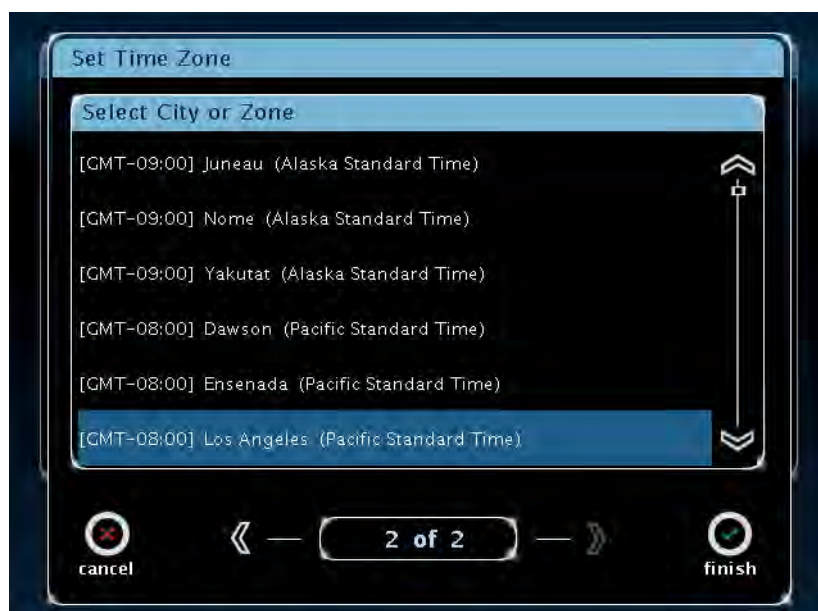 Set Time Zone
Select City or Zone
[GMT-09:00] Juneau (Alaska Standard Time)
[GMT-09:00] Nome (Alaska Standard Time)
[GMT-09:00] Yakutat (Alaska Standard Time)
[GMT-08:00] Dawson (Pacific Standard Time)
[GMT-08:00] Ensenada (Pacific Standard Time)
[GMT-08:00] Los Angeles (Pacific Standard Time)
2 of 2
cancel
finish